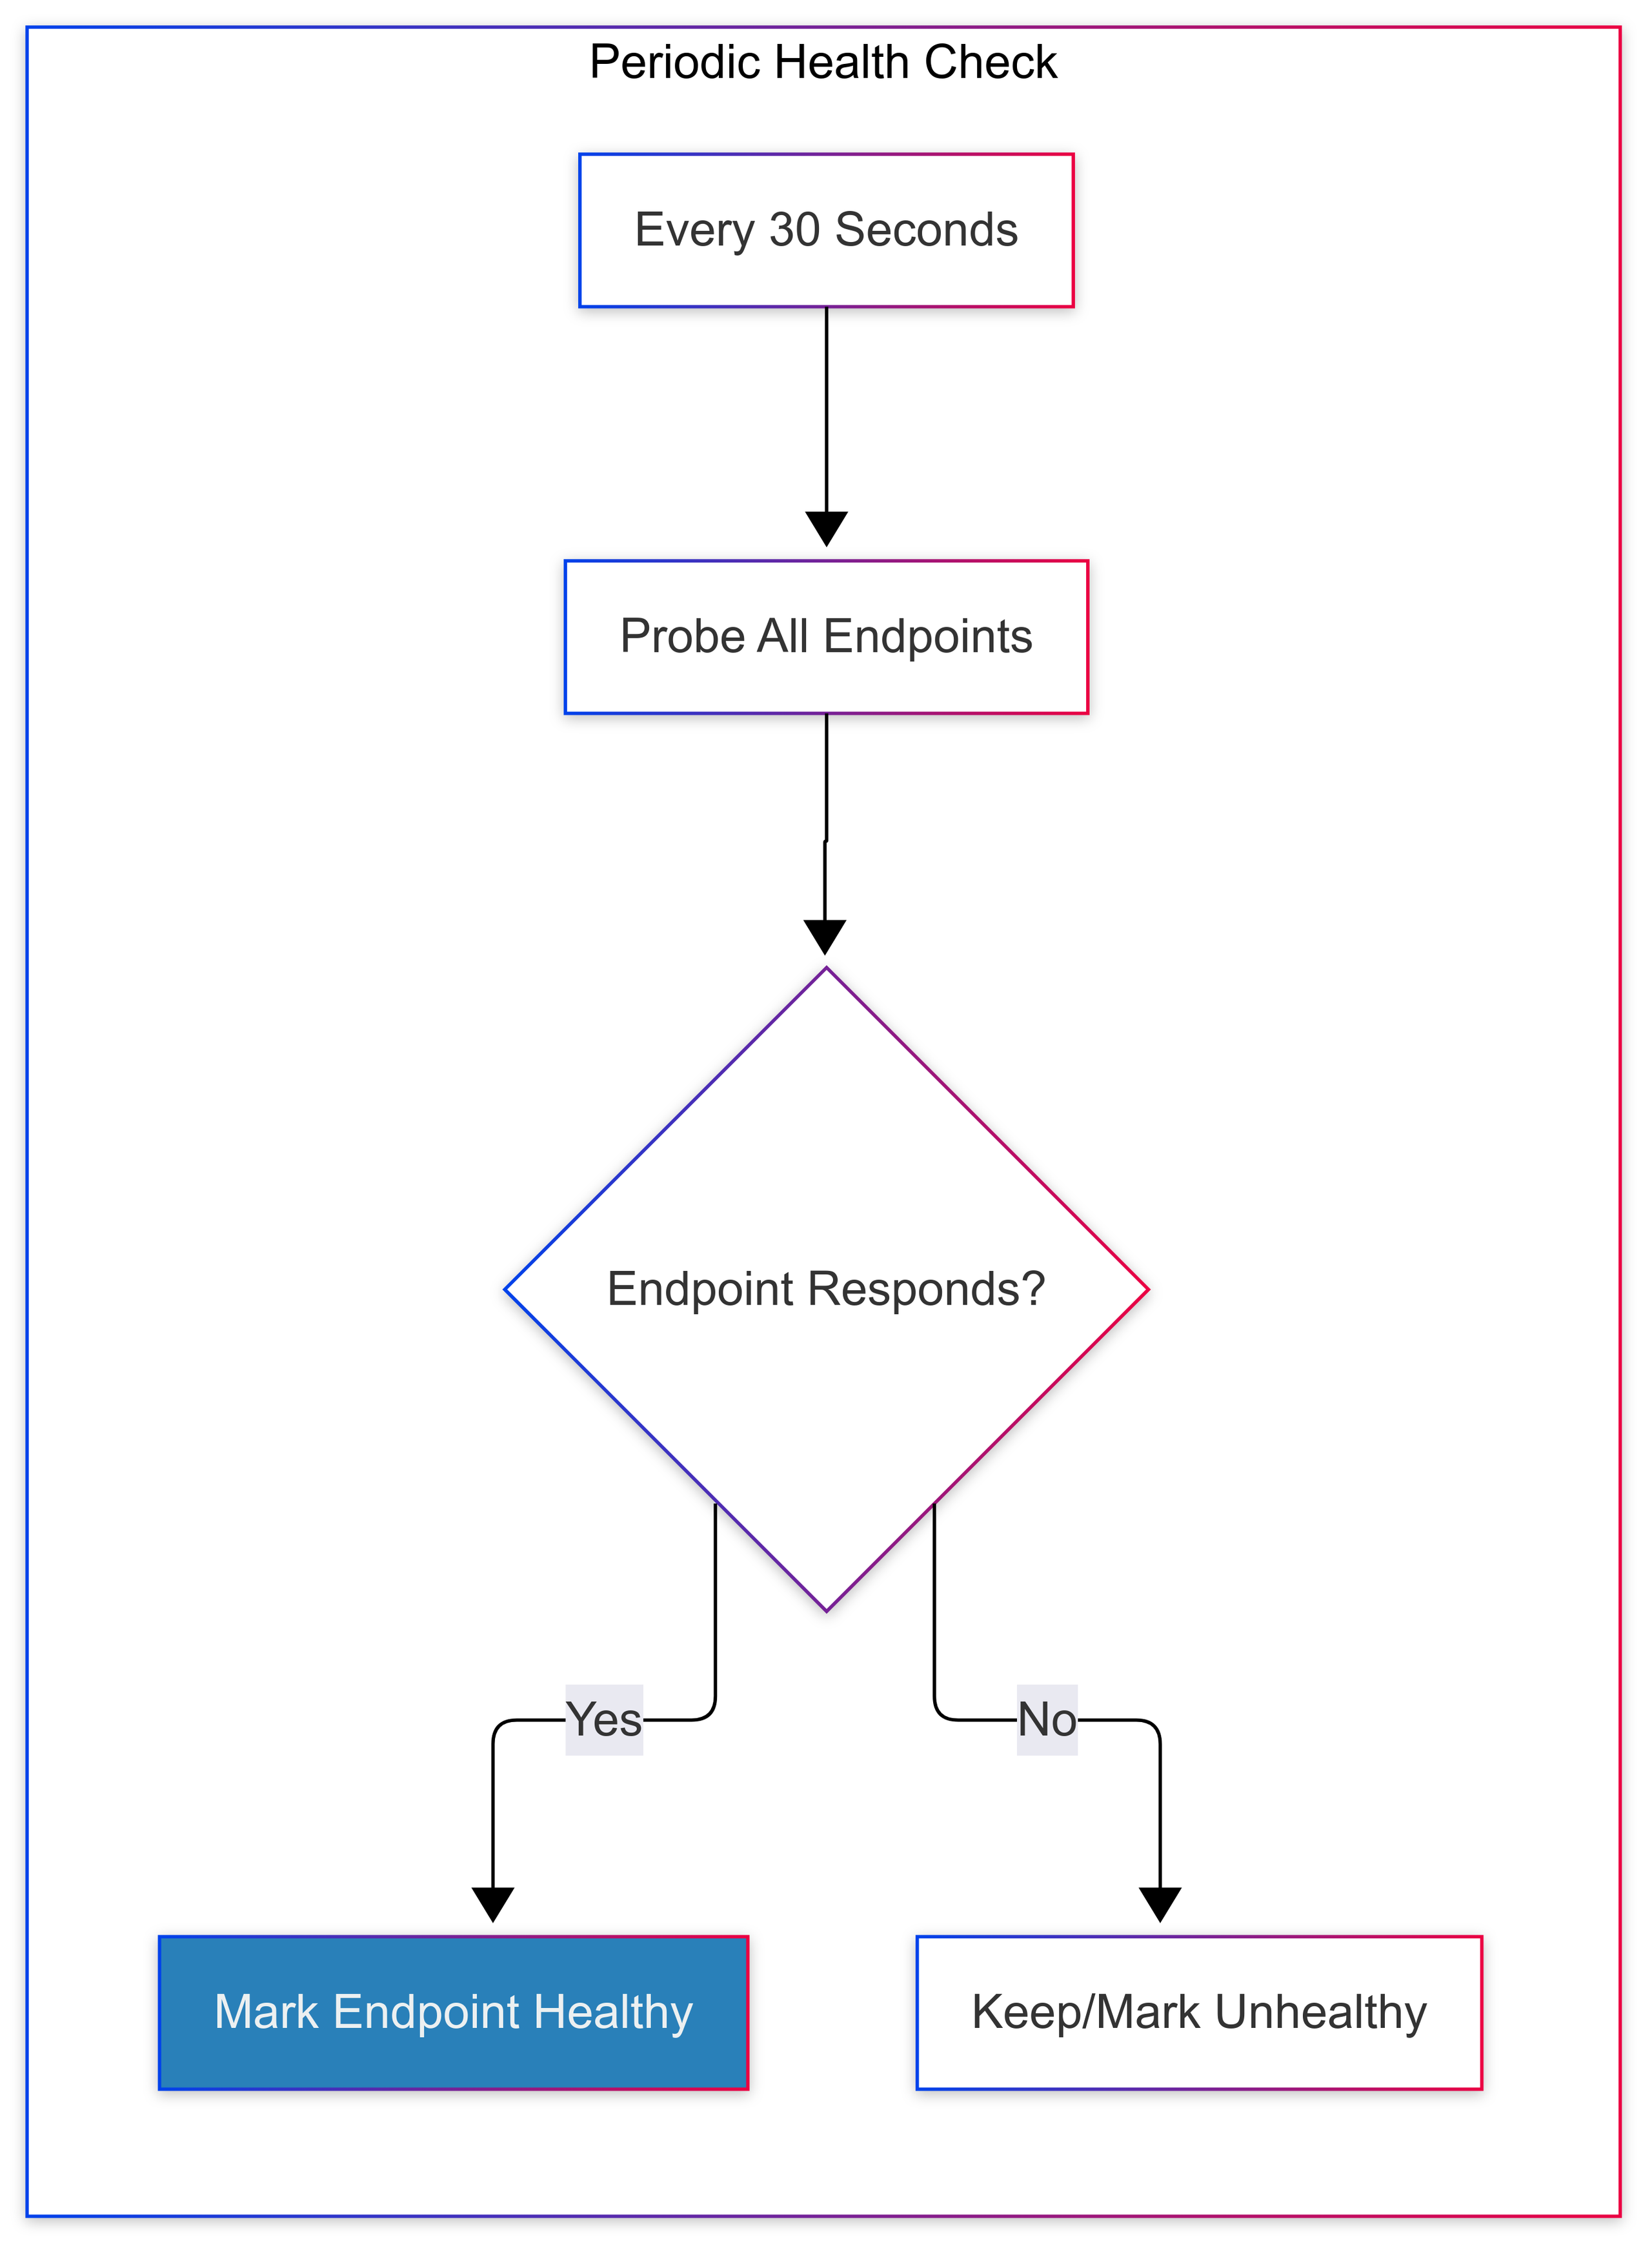 Periodic Health Check
Every 30 Seconds
Probe All Endpoints
Endpoint Responds?
Yes
No
Mark Endpoint Healthy
Keep/Mark Unhealthy